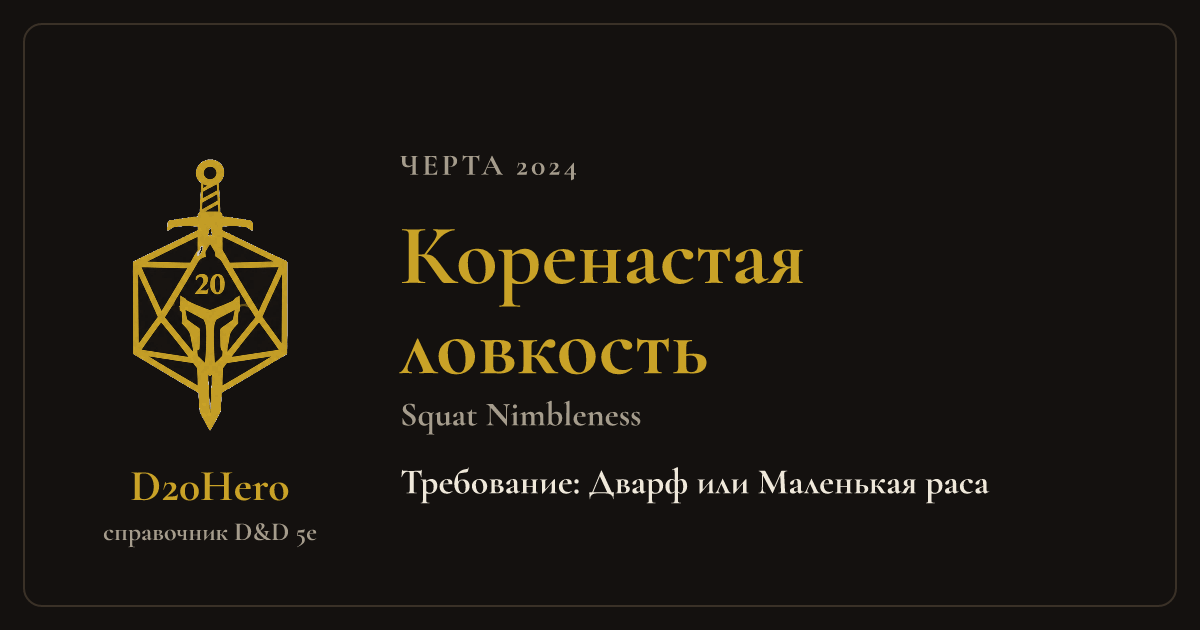 20
D20Hero
справочник D&D 5e
ЧЕРТА 2024
Коренастая
ловкость
Squat Nimbleness
Требование: Дварф или Маленькая раса